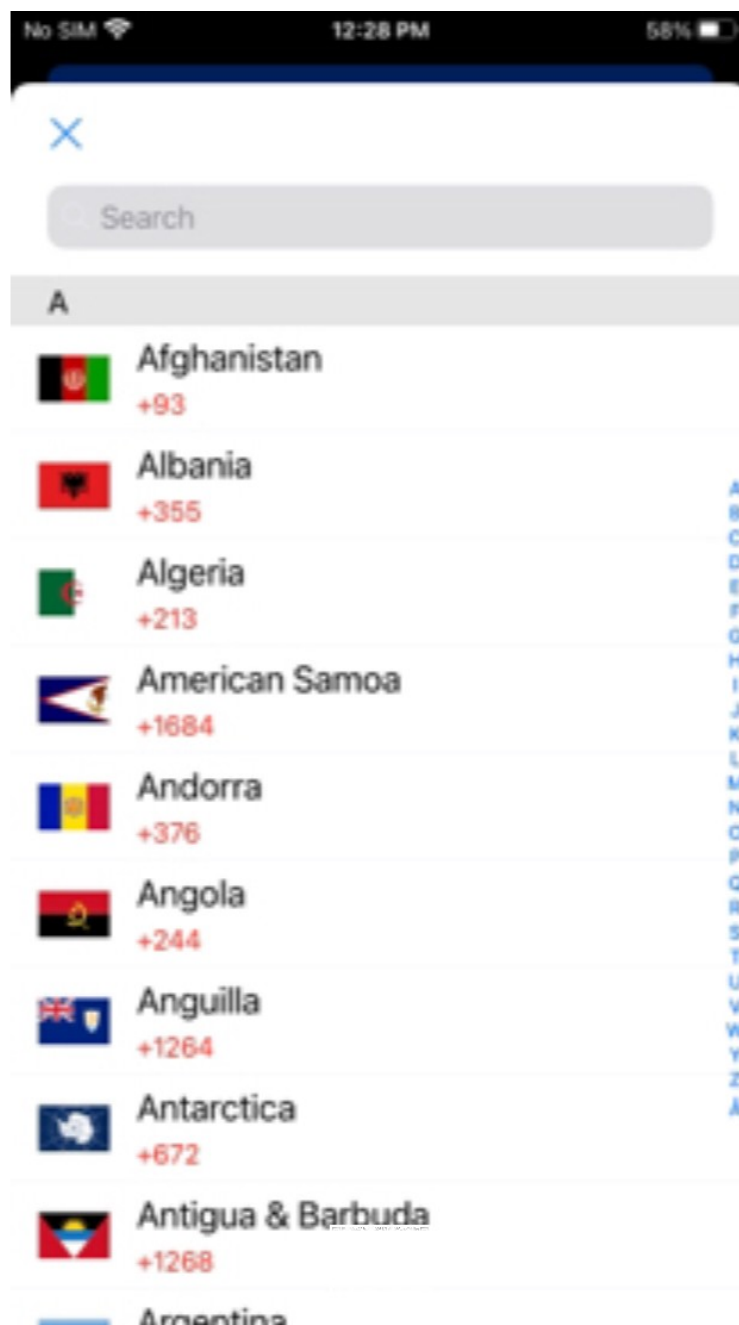 No SIM 12:28 PM 58%
Search
A
Afghanistan
+93
Albania
+355
Algeria
+213
American Samoa
+1684
Andorra
+376
Angola
+244
Anguilla
+1264
Antarctica
+672
Antigua & Barbuda
+1268
Argentina
A
B
C
D
E
F
G
H
I
J
K
L
M
N
O
P
Q
R
S
T
U
V
W
Y
Z
Å